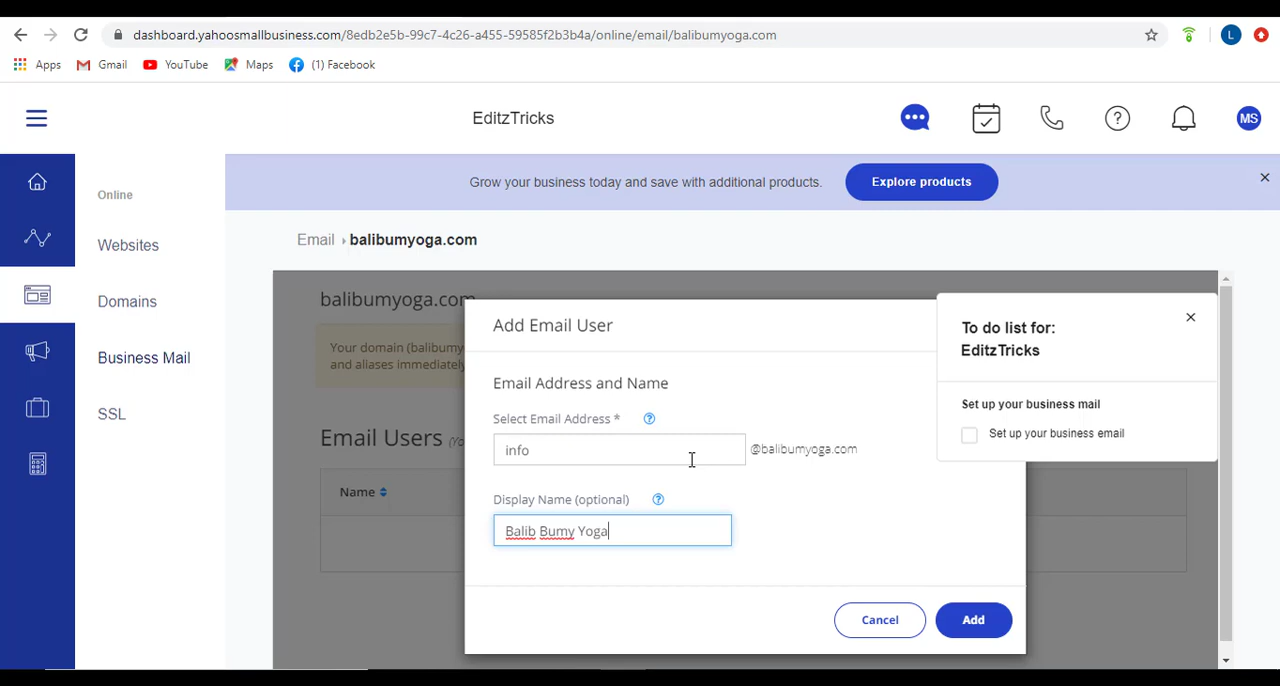 dashboard.yahoosmallbusiness.com/8edb2e5b-99c7-4c26-a455-59585f2b3b4a/online/email/balibumyoga.com
L
Apps Gmail YouTube Maps (1) Facebook
EditzTricks
?
MS
Grow your business today and save with additional products. Explore products
Online
Websites
Domains
Business Mail
SSL
Email › balibumyoga.com
balibumyoga.com
Your domain (balibumy
and aliases immediately
Email Users (Yo
Name
Add Email User
Email Address and Name
Select Email Address * ?
info @balibumyoga.com
Display Name (optional) ?
Balib Bumy Yoga
Cancel Add
To do list for:
EditzTricks
Set up your business mail
Set up your business email